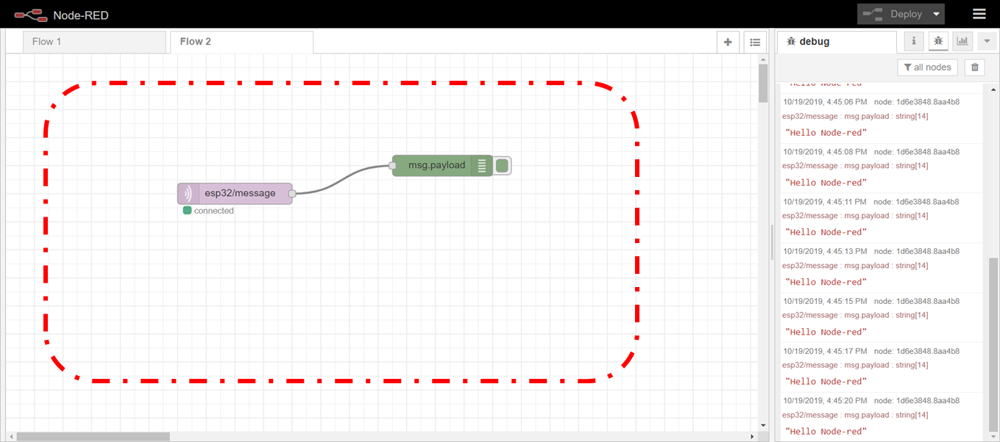 Node-RED
Deploy
Flow 1
Flow 2
debug
all nodes
esp32/message
connected
msg.payload
"Hello Node-red"
10/19/2019, 4:45:06 PM node: 1d6e3848.8aa4b8
esp32/message : msg.payload : string[14]
"Hello Node-red"
10/19/2019, 4:45:08 PM node: 1d6e3848.8aa4b8
esp32/message : msg.payload : string[14]
"Hello Node-red"
10/19/2019, 4:45:11 PM node: 1d6e3848.8aa4b8
esp32/message : msg.payload : string[14]
"Hello Node-red"
10/19/2019, 4:45:13 PM node: 1d6e3848.8aa4b8
esp32/message : msg.payload : string[14]
"Hello Node-red"
10/19/2019, 4:45:15 PM node: 1d6e3848.8aa4b8
esp32/message : msg.payload : string[14]
"Hello Node-red"
10/19/2019, 4:45:17 PM node: 1d6e3848.8aa4b8
esp32/message : msg.payload : string[14]
"Hello Node-red"
10/19/2019, 4:45:20 PM node: 1d6e3848.8aa4b8
esp32/message : msg.payload : string[14]
"Hello Node-red"